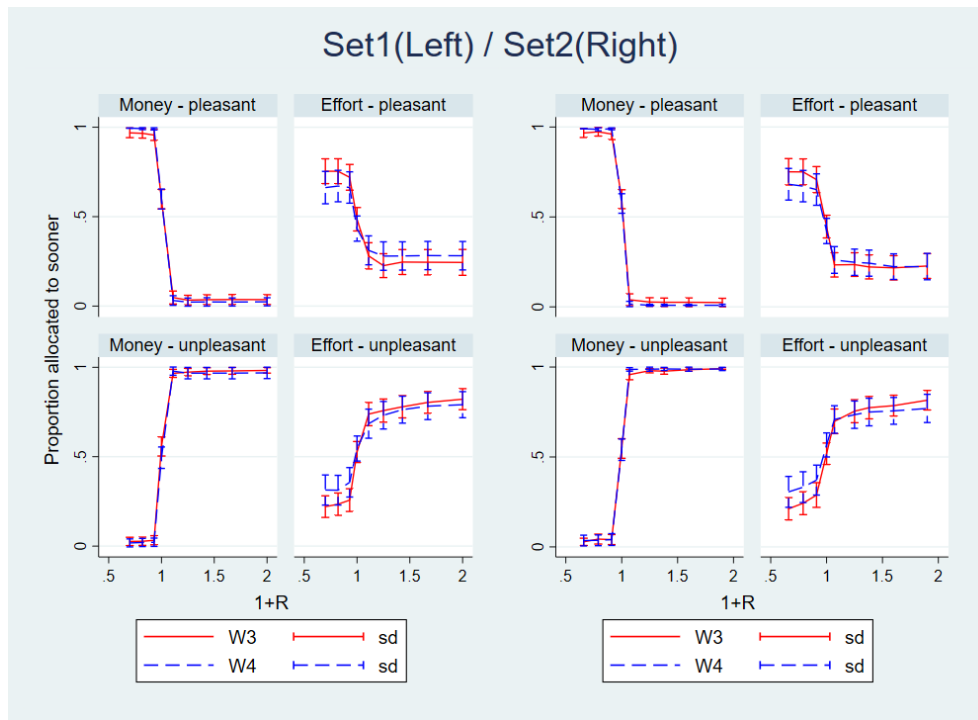 Set1(Left) / Set2(Right)
Money - pleasant
Effort - pleasant
Money - pleasant
Effort - pleasant
Proportion allocated to sooner
0
.5
1
0
.5
1
Money - unpleasant
Effort - unpleasant
Money - unpleasant
Effort - unpleasant
0
.5
1
0
.5
1
.5 1 1.5 2 .5 1 1.5 2
.5 1 1.5 2 .5 1 1.5 2
1+R
1+R
W3 sd
W4 sd
W3 sd
W4 sd